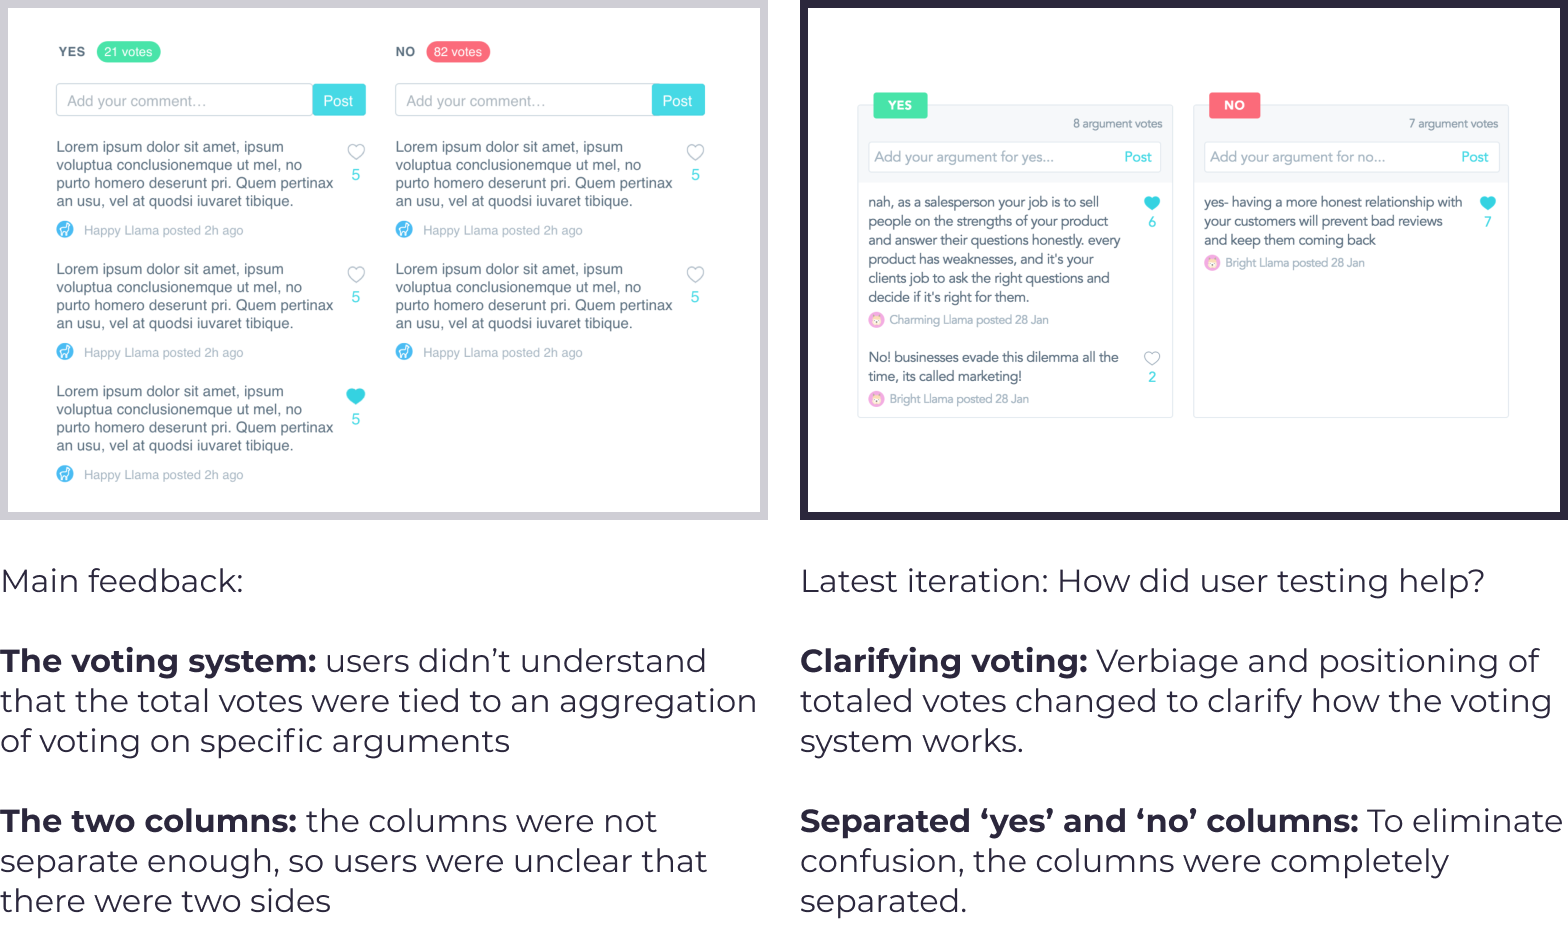 YES 21 votes
Add your comment... Post
Lorem ipsum dolor sit amet, ipsum
voluptua conclusionemque ut mel, no
purto homero deserunt pri. Quem pertinax
an usu, vel at quodsi iuvaret tibique.
5
Happy Llama posted 2h ago
Lorem ipsum dolor sit amet, ipsum
voluptua conclusionemque ut mel, no
purto homero deserunt pri. Quem pertinax
an usu, vel at quodsi iuvaret tibique.
5
Happy Llama posted 2h ago
Lorem ipsum dolor sit amet, ipsum
voluptua conclusionemque ut mel, no
purto homero deserunt pri. Quem pertinax
an usu, vel at quodsi iuvaret tibique.
5
Happy Llama posted 2h ago
NO 82 votes
Add your comment... Post
Lorem ipsum dolor sit amet, ipsum
voluptua conclusionemque ut mel, no
purto homero deserunt pri. Quem pertinax
an usu, vel at quodsi iuvaret tibique.
5
Happy Llama posted 2h ago
Lorem ipsum dolor sit amet, ipsum
voluptua conclusionemque ut mel, no
purto homero deserunt pri. Quem pertinax
an usu, vel at quodsi iuvaret tibique.
5
Happy Llama posted 2h ago
Main feedback:
The voting system: users didn’t understand
that the total votes were tied to an aggregation
of voting on specific arguments
The two columns: the columns were not
separate enough, so users were unclear that
there were two sides
YES
8 argument votes
Add your argument for yes... Post
nah, as a salesperson your job is to sell
people on the strengths of your product
and answer their questions honestly. every
product has weaknesses, and it's your
clients job to ask the right questions and
decide if it's right for them.
6
Charming Llama posted 28 Jan
No! businesses evade this dilemma all the
time, its called marketing!
2
Bright Llama posted 28 Jan
NO
7 argument votes
Add your argument for no... Post
yes- having a more honest relationship with
your customers will prevent bad reviews
and keep them coming back
7
Bright Llama posted 28 Jan
Latest iteration: How did user testing help?
Clarifying voting: Verbiage and positioning of
totaled votes changed to clarify how the voting
system works.
Separated ‘yes’ and ‘no’ columns: To eliminate
confusion, the columns were completely
separated.